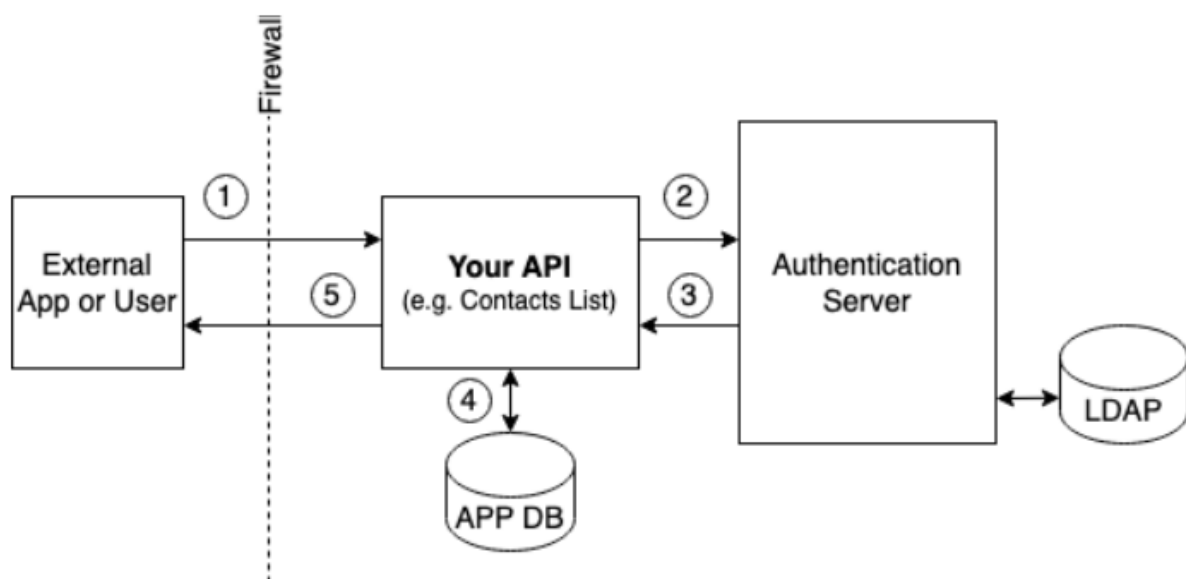 Firewall
1
2
External
App or User
Your API
(e.g. Contacts List)
Authentication
Server
5
3
4
LDAP
APP DB